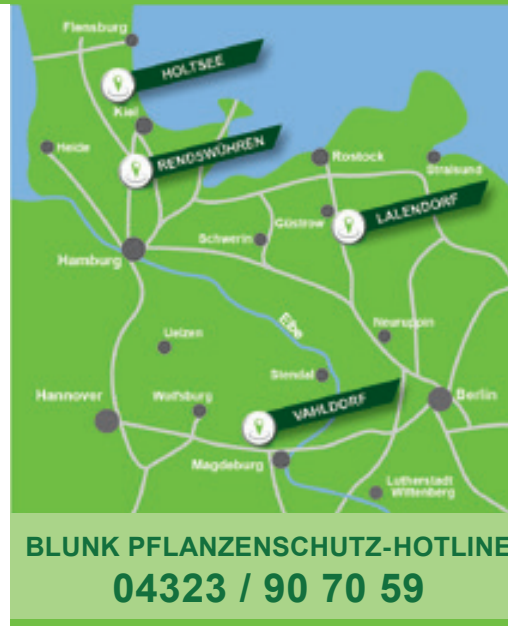 Flensburg
HOLTSEE
Kiel
Heide
RENDSWÜHREN
Rostock
Stralsund
LALENDORF
Güstrow
Schwerin
Hamburg
Elbe
Uelzen
Neuruppin
Stendal
Hannover
Wolfsburg
Berlin
VAHLDORF
Magdeburg
Lutherstadt
Wittenberg
BLUNK PFLANZENSCHUTZ-HOTLINE
04323 / 90 70 59